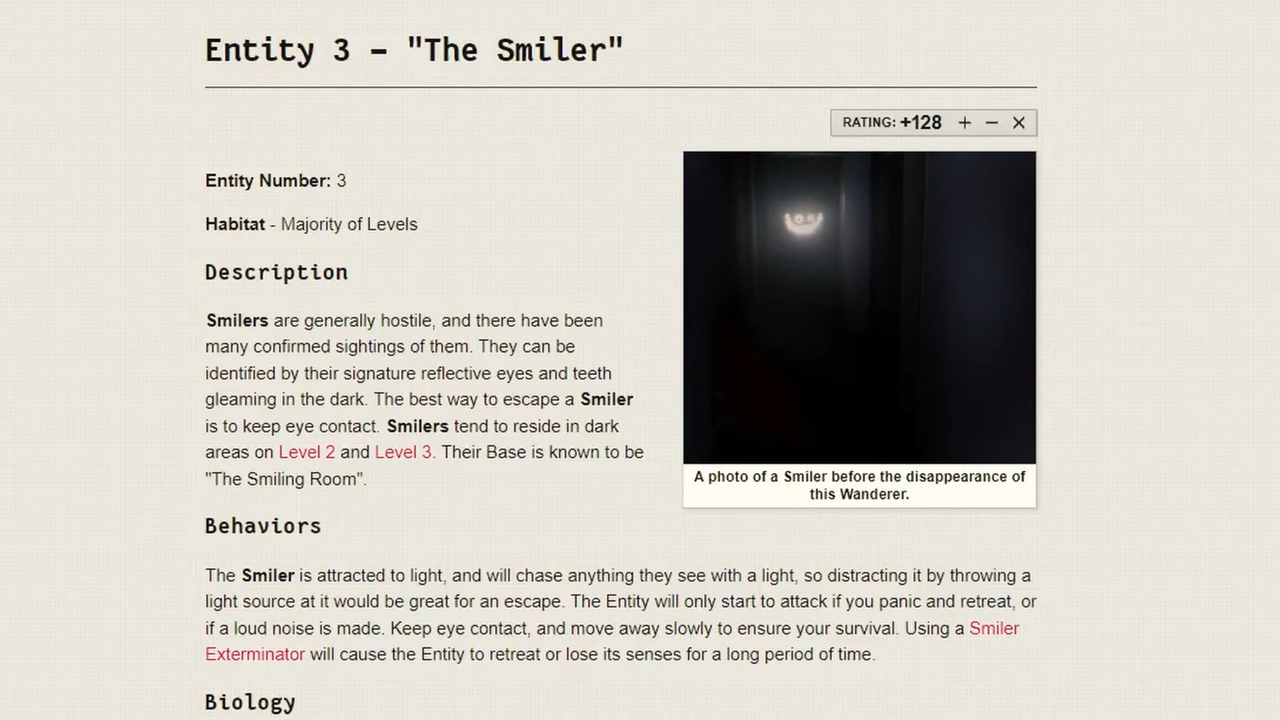 Entity 3 – "The Smiler"
RATING: +128 + − ×
Entity Number: 3
Habitat - Majority of Levels
Description
Smilers are generally hostile, and there have been
many confirmed sightings of them. They can be
identified by their signature reflective eyes and teeth
gleaming in the dark. The best way to escape a Smiler
is to keep eye contact. Smilers tend to reside in dark
areas on Level 2 and Level 3. Their Base is known to be
"The Smiling Room".
A photo of a Smiler before the disappearance of
this Wanderer.
Behaviors
The Smiler is attracted to light, and will chase anything they see with a light, so distracting it by throwing a
light source at it would be great for an escape. The Entity will only start to attack if you panic and retreat, or
if a loud noise is made. Keep eye contact, and move away slowly to ensure your survival. Using a Smiler
Exterminator will cause the Entity to retreat or lose its senses for a long period of time.
Biology